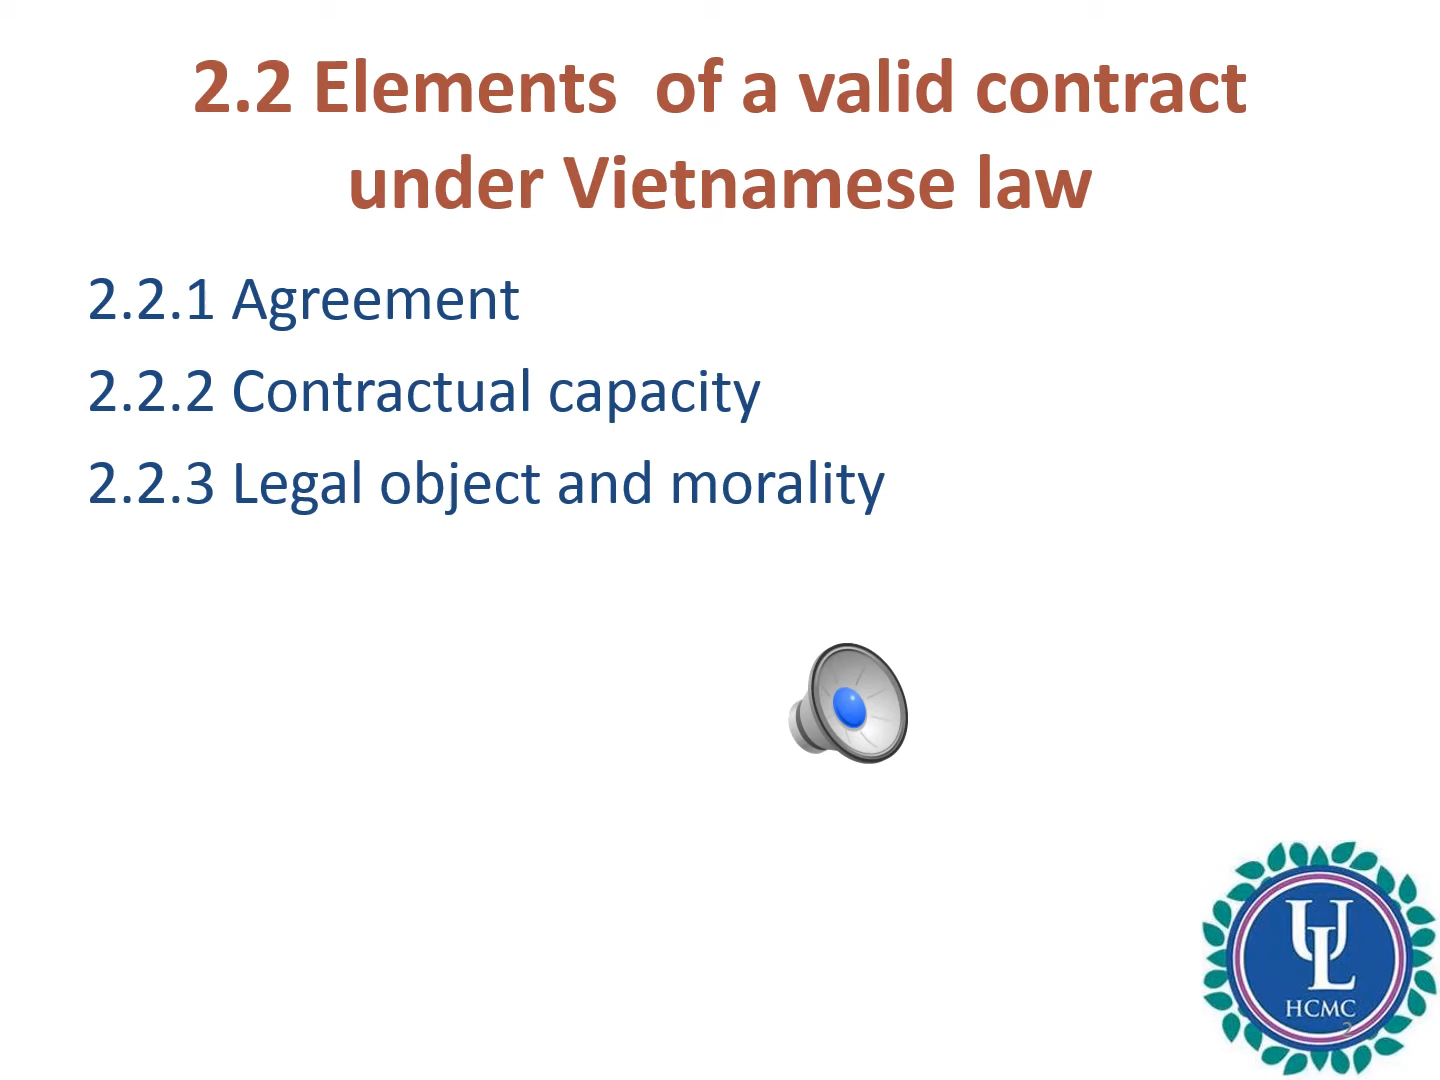 2.2 Elements  of a valid contract
under Vietnamese law
2.2.1 Agreement
2.2.2 Contractual capacity
2.2.3 Legal object and morality
UL
HCMC
2